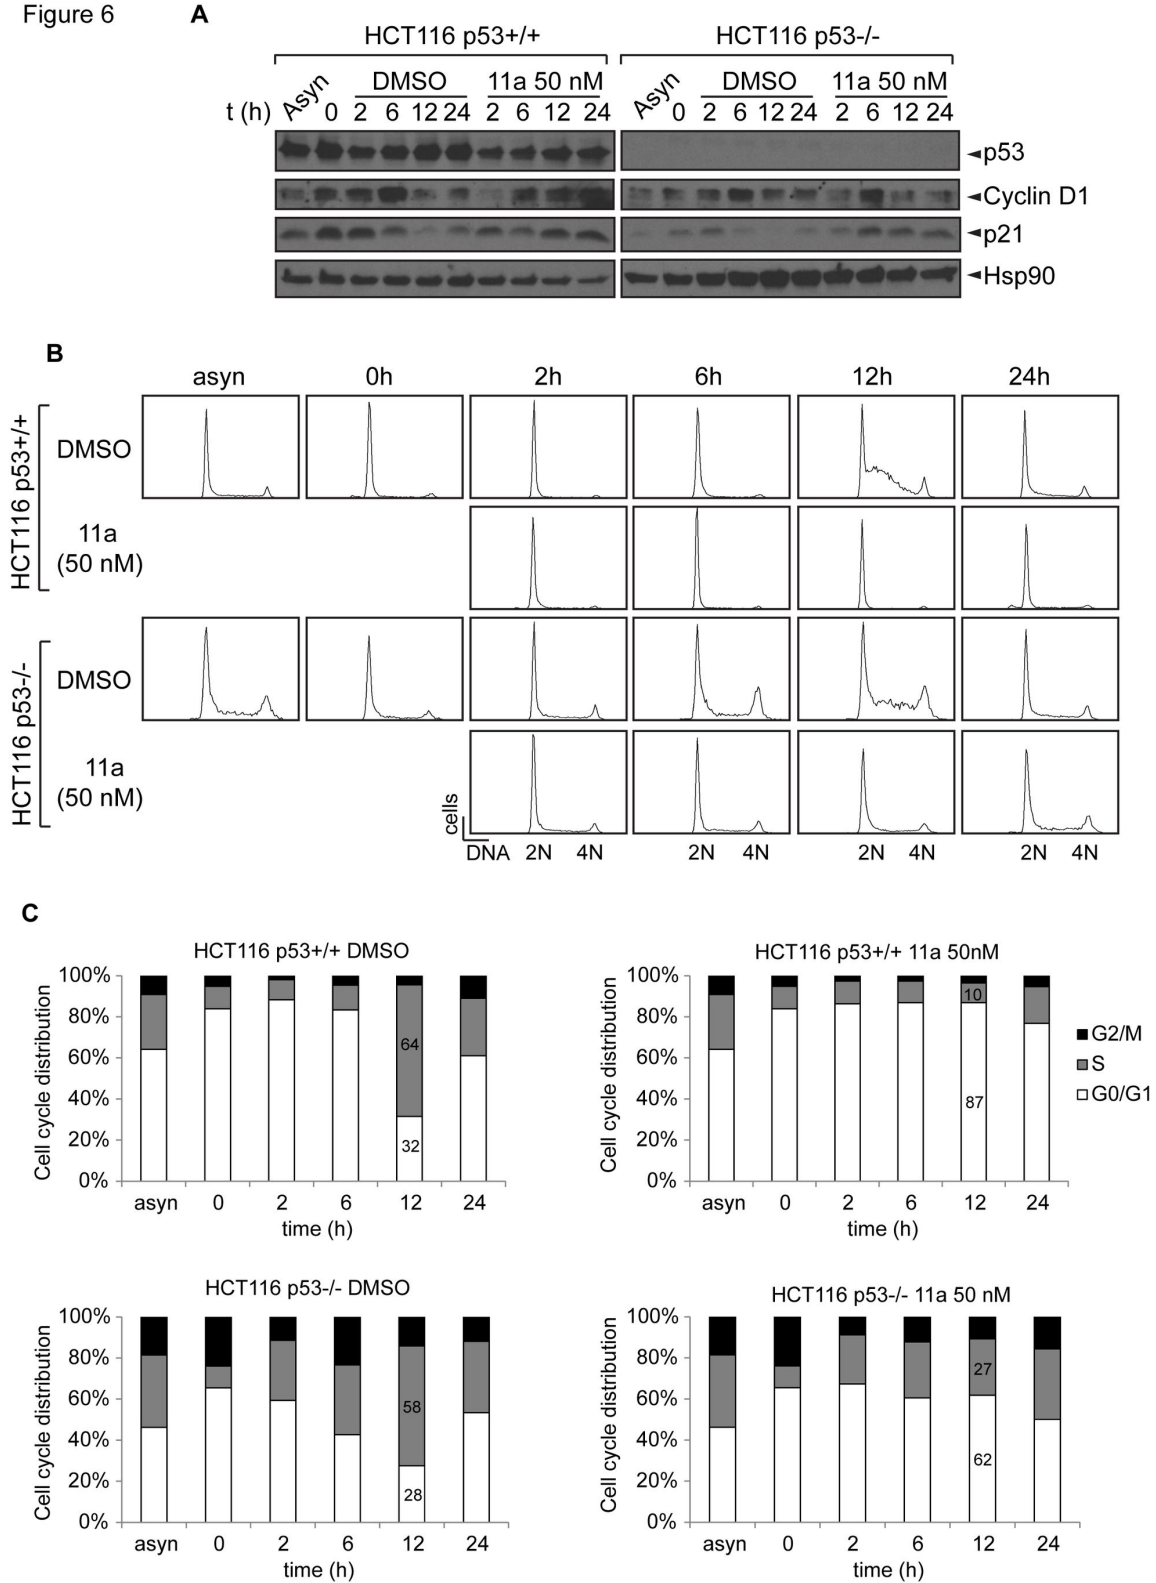 Figure 6
A
HCT116 p53+/+ HCT116 p53-/-
Asyn DMSO 11a 50 nM Asyn DMSO 11a 50 nM
t (h) 0 2 6 12 24 2 6 12 24 0 2 6 12 24 2 6 12 24
p53
Cyclin D1
p21
Hsp90
B
asyn 0h 2h 6h 12h 24h
HCT116 p53+/+
DMSO
11a
(50 nM)
HCT116 p53-/-
DMSO
11a
(50 nM)
cells
DNA 2N 4N 2N 4N 2N 4N 2N 4N
C
HCT116 p53+/+ DMSO
Cell cycle distribution
100%
80%
60%
40%
20%
0%
64
32
asyn 0 2 6 12 24
time (h)
HCT116 p53+/+ 11a 50nM
Cell cycle distribution
100%
80%
60%
40%
20%
0%
10
87
asyn 0 2 6 12 24
time (h)
G2/M
S
G0/G1
HCT116 p53-/- DMSO
Cell cycle distribution
100%
80%
60%
40%
20%
0%
58
28
asyn 0 2 6 12 24
time (h)
HCT116 p53-/- 11a 50 nM
Cell cycle distribution
100%
80%
60%
40%
20%
0%
27
62
asyn 0 2 6 12 24
time (h)